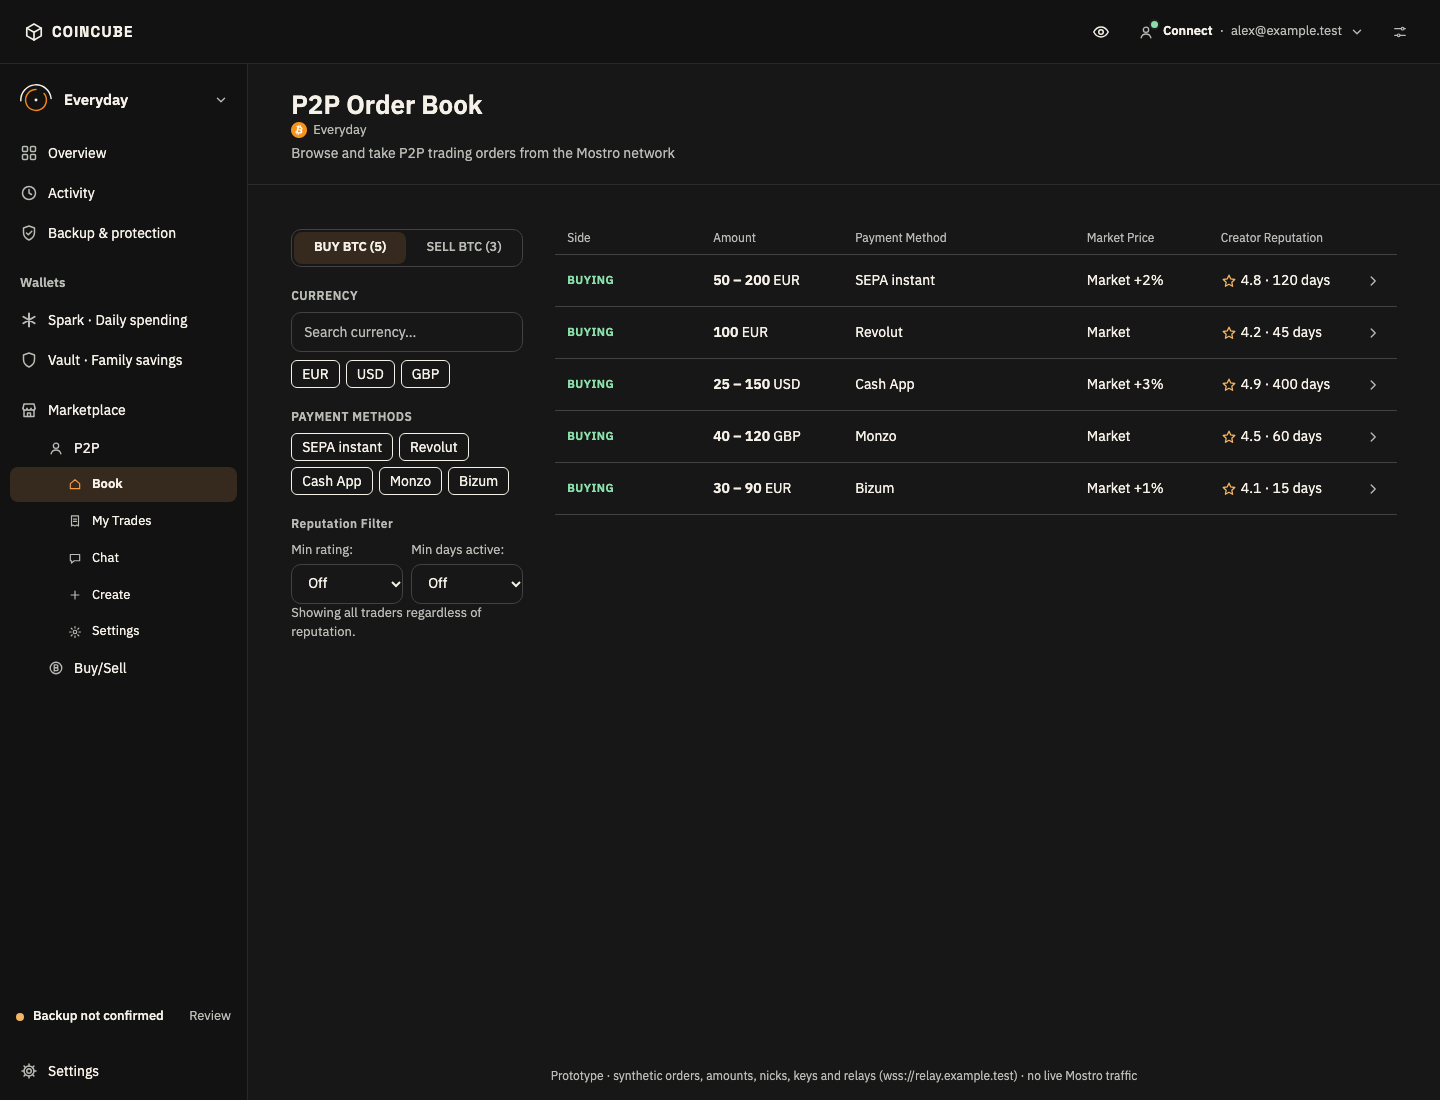 COINCUBE
Connect · alex@example.test
Everyday
Overview
Activity
Backup & protection
Wallets
Spark · Daily spending
Vault · Family savings
Marketplace
P2P
Book
My Trades
Chat
Create
Settings
Buy/Sell
Backup not confirmed Review
Settings
P2P Order Book
Everyday
Browse and take P2P trading orders from the Mostro network
BUY BTC (5) SELL BTC (3)
CURRENCY
Search currency...
EUR USD GBP
PAYMENT METHODS
SEPA instant Revolut
Cash App Monzo Bizum
Reputation Filter
Min rating: Min days active:
Off Off
Showing all traders regardless of
reputation.
Side Amount Payment Method Market Price Creator Reputation
BUYING 50 – 200 EUR SEPA instant Market +2% 4.8 · 120 days
BUYING 100 EUR Revolut Market 4.2 · 45 days
BUYING 25 – 150 USD Cash App Market +3% 4.9 · 400 days
BUYING 40 – 120 GBP Monzo Market 4.5 · 60 days
BUYING 30 – 90 EUR Bizum Market +1% 4.1 · 15 days
Prototype · synthetic orders, amounts, nicks, keys and relays (wss://relay.example.test) · no live Mostro traffic